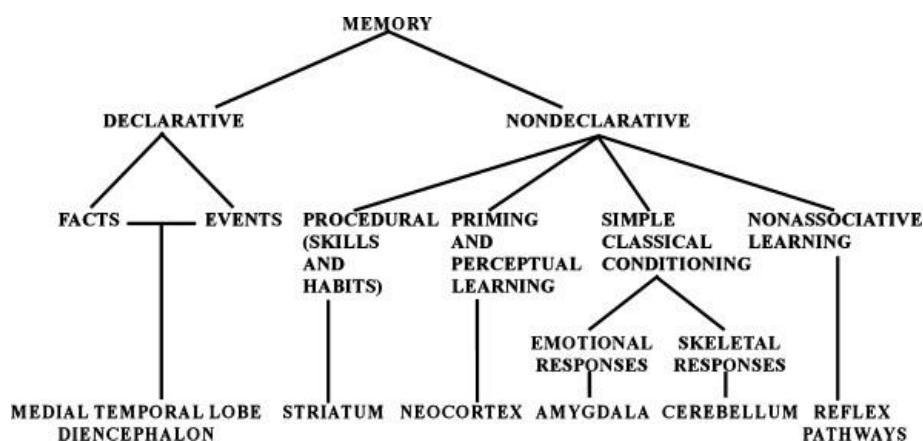 MEMORY
DECLARATIVE
NONDECLARATIVE
FACTS
EVENTS
PROCEDURAL
(SKILLS
AND
HABITS)
PRIMING
AND
PERCEPTUAL
LEARNING
SIMPLE
CLASSICAL
CONDITIONING
NONASSOCIATIVE
LEARNING
EMOTIONAL
RESPONSES
SKELETAL
RESPONSES
MEDIAL TEMPORAL LOBE
DIENCEPHALON
STRIATUM
NEOCORTEX
AMYGDALA
CEREBELLUM
REFLEX
PATHWAYS